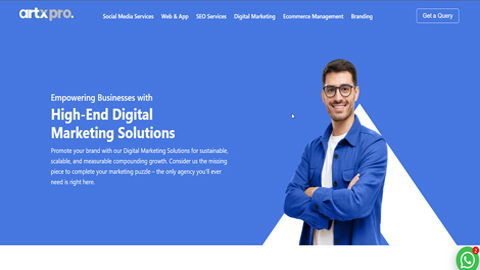 artxpro.
Social Media Services Web & App SEO Services Digital Marketing Ecommerce Management Branding
Get a Query
Empowering Businesses with
High-End Digital
Marketing Solutions
Promote your brand with our Digital Marketing Solutions for sustainable,
scalable, and measurable compounding growth. Consider us the missing
piece to complete your marketing puzzle – the only agency you'll ever
need is right here.
2